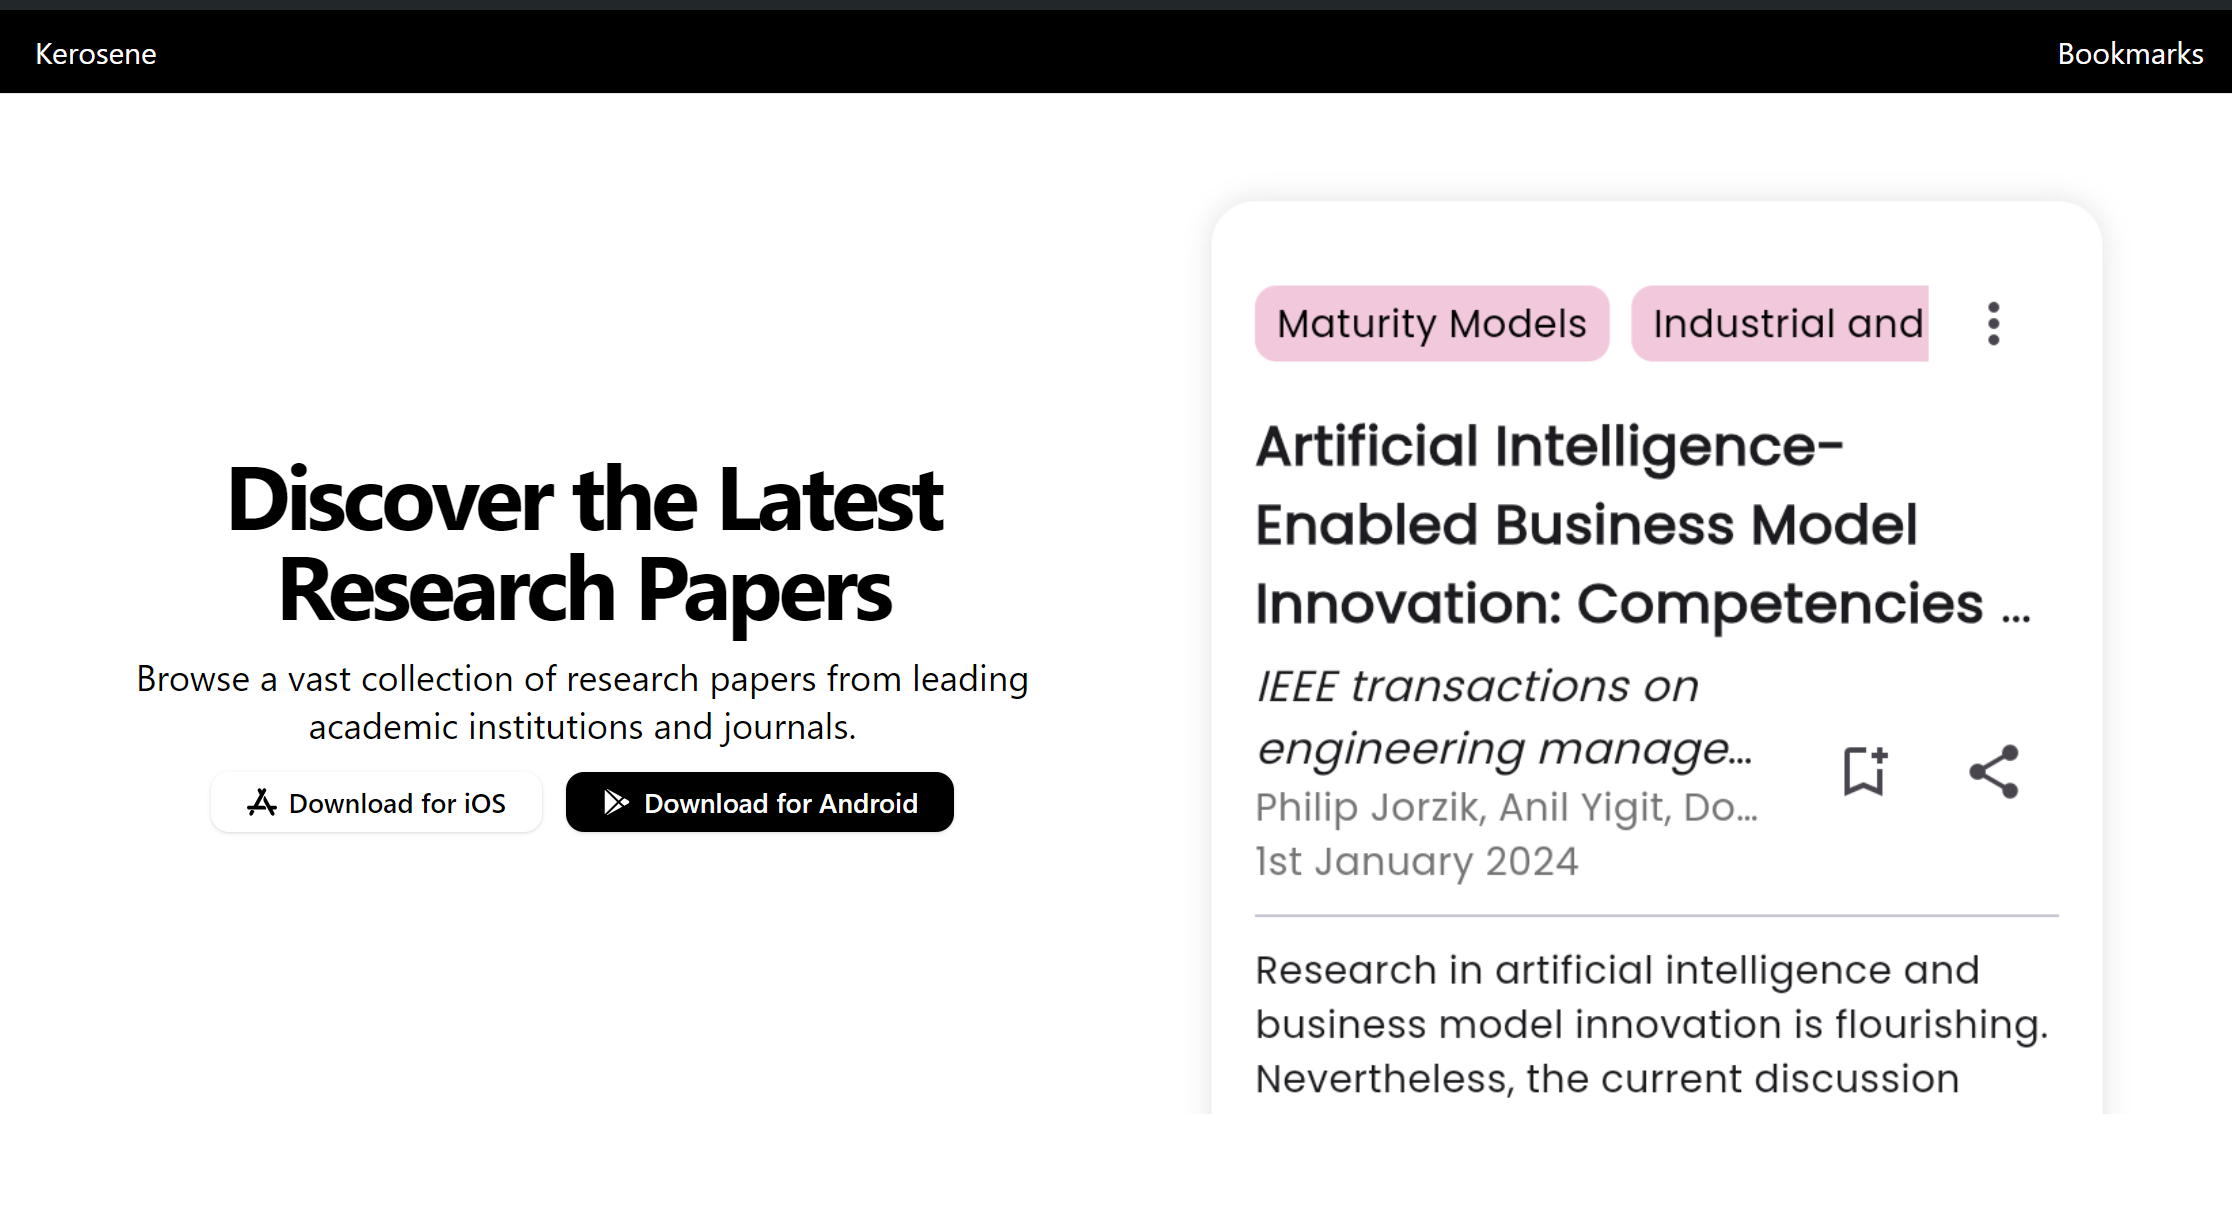 Kerosene
Bookmarks
Discover the Latest
Research Papers
Browse a vast collection of research papers from leading
academic institutions and journals.
Download for iOS
Download for Android
Maturity Models
Industrial and
Artificial Intelligence-
Enabled Business Model
Innovation: Competencies ...
IEEE transactions on
engineering manage...
Philip Jorzik, Anil Yigit, Do...
1st January 2024
Research in artificial intelligence and
business model innovation is flourishing.
Nevertheless, the current discussion